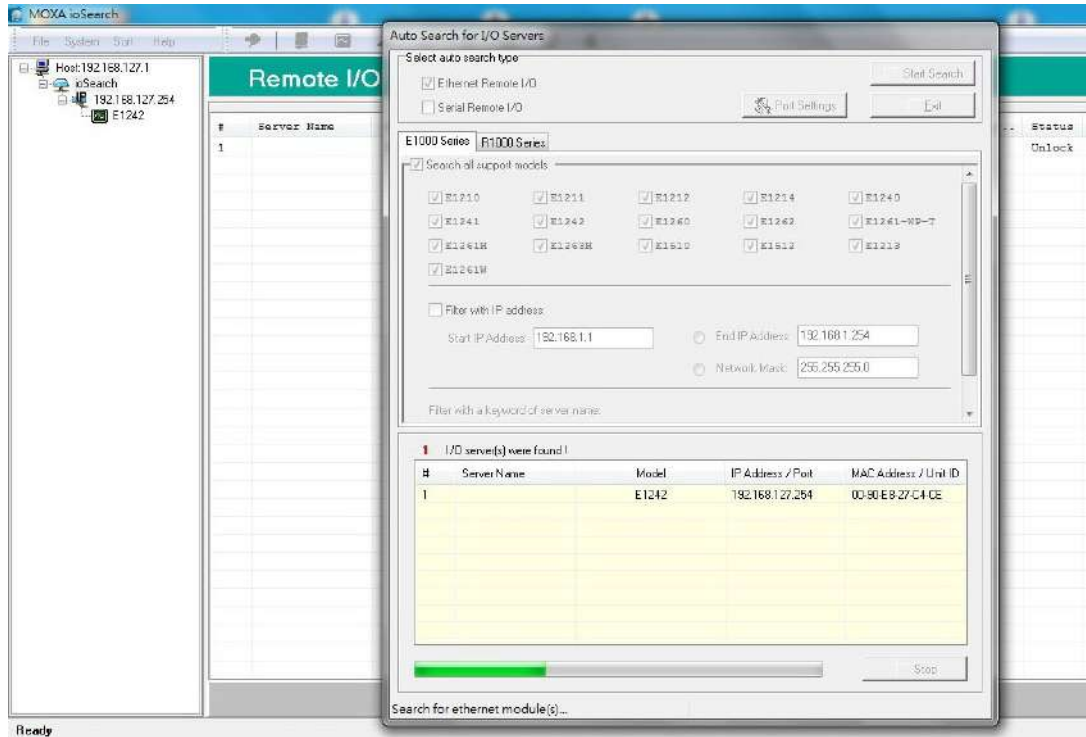 MOXA ioSearch
File System Sort Help
Host:192.168.127.1
ioSearch
192.168.127.254
E1242
Remote I/O
# Server Name
1
.. Status
Unlock
Auto Search for I/O Servers
Select auto search type
Ethernet Remote I/O
Serial Remote I/O
Start Search
Port Settings
Exit
E1000 Series R1000 Series
Search all support models
E1210 E1211 E1212 E1214 E1240
E1241 E1242 E1260 E1262 E1261-WP-T
E1261H E1263H E1510 E1512 E1213
E1261W
Filter with IP address
Start IP Address: 192.168.1.1
End IP Address: 192.168.1.254
Network Mask: 255.255.255.0
Filter with a keyword of server name:
1 I/O server(s) were found !
# Server Name Model IP Address / Port MAC Address / Unit ID
1 E1242 192.168.127.254 00-90-E8-27-C4-CE
Stop
Search for ethernet module(s)...
Ready